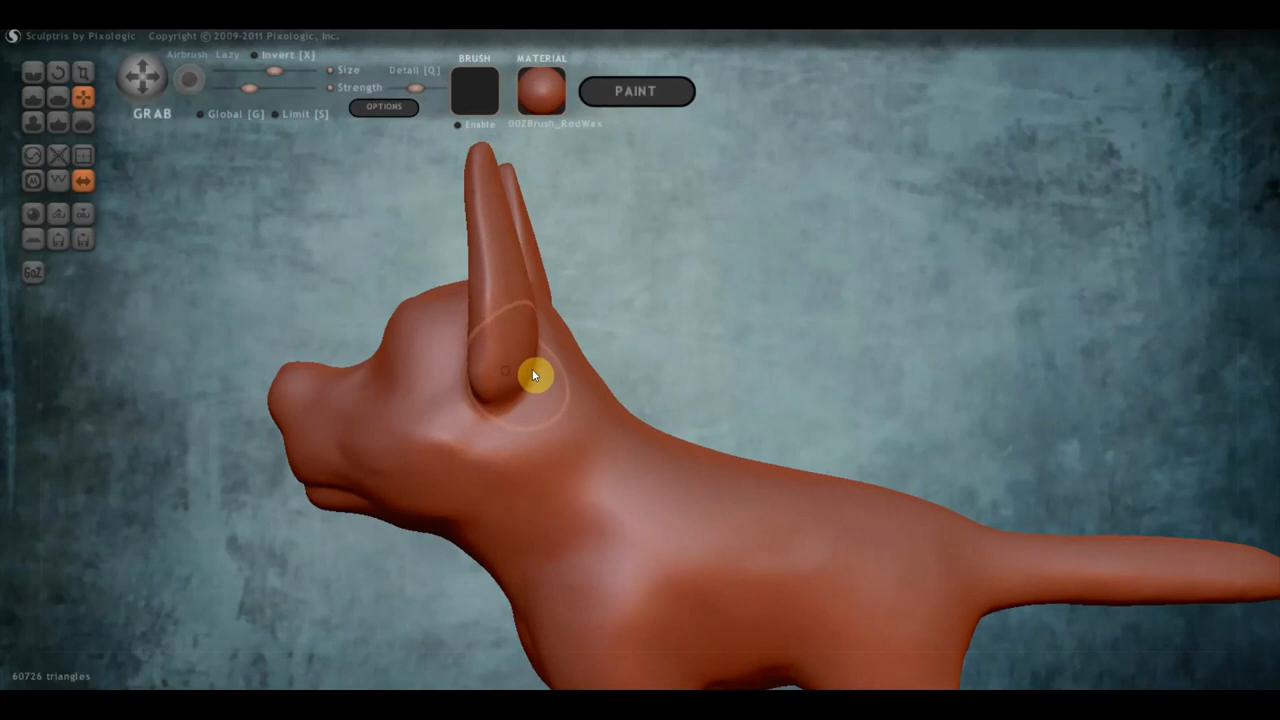 Sculptris by Pixologic Copyright © 2009-2011 Pixologic, Inc.
Airbrush Lazy Invert [X]
BRUSH MATERIAL
Size Detail [Q]
Strength
PAINT
OPTIONS
GRAB Global [G] Limit [S]
Enable 00ZBrush_RedWax
GoZ
60726 triangles